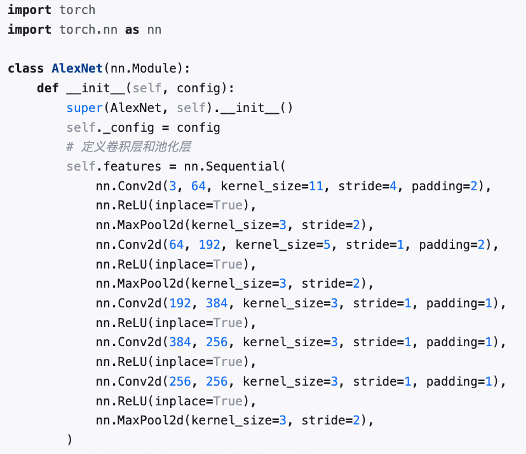 import torch
import torch.nn as nn
class AlexNet(nn.Module):
def __init__(self, config):
super(AlexNet, self).__init__()
self._config = config
# 定义卷积层和池化层
self.features = nn.Sequential(
nn.Conv2d(3, 64, kernel_size=11, stride=4, padding=2),
nn.ReLU(inplace=True),
nn.MaxPool2d(kernel_size=3, stride=2),
nn.Conv2d(64, 192, kernel_size=5, stride=1, padding=2),
nn.ReLU(inplace=True),
nn.MaxPool2d(kernel_size=3, stride=2),
nn.Conv2d(192, 384, kernel_size=3, stride=1, padding=1),
nn.ReLU(inplace=True),
nn.Conv2d(384, 256, kernel_size=3, stride=1, padding=1),
nn.ReLU(inplace=True),
nn.Conv2d(256, 256, kernel_size=3, stride=1, padding=1),
nn.ReLU(inplace=True),
nn.MaxPool2d(kernel_size=3, stride=2),
)